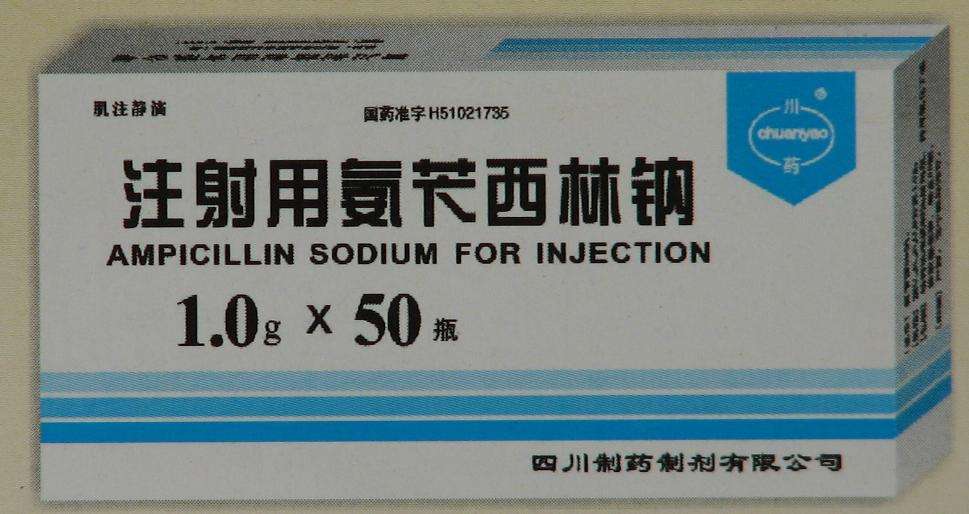 肌注静滴
国药准字H51021735
川
chuanyao
药
注射用氨苄西林钠
AMPICILLIN SODIUM FOR INJECTION
1.0g X 50瓶
四川制药制剂有限公司